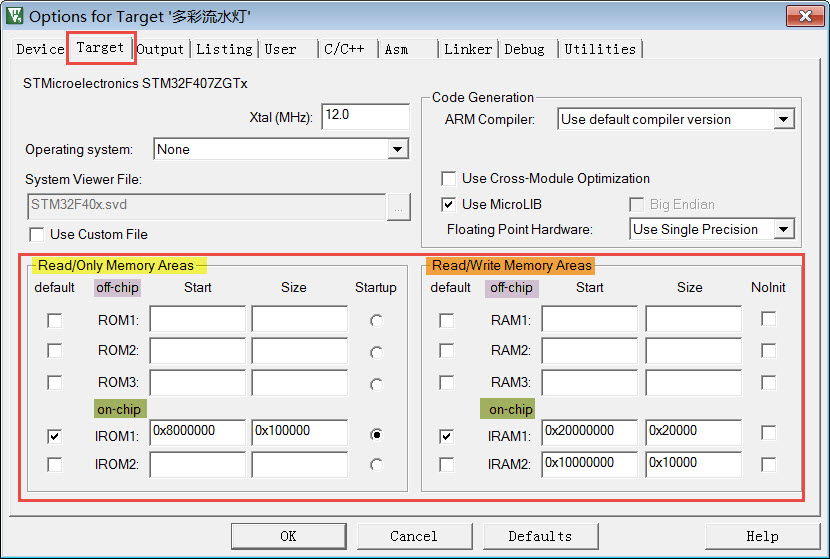 Options for Target '多彩流水灯'
Device Target Output Listing User C/C++ Asm Linker Debug Utilities
STMicroelectronics STM32F407ZGTx
Xtal (MHz): 12.0
Operating system: None
System Viewer File:
STM32F40x.svd ...
Use Custom File
Code Generation
ARM Compiler: Use default compiler version
Use Cross-Module Optimization
Use MicroLIB Big Endian
Floating Point Hardware: Use Single Precision
Read/Only Memory Areas
default off-chip Start Size Startup
ROM1:
ROM2:
ROM3:
on-chip
IROM1: 0x8000000 0x100000
IROM2:
Read/Write Memory Areas
default off-chip Start Size NoInit
RAM1:
RAM2:
RAM3:
on-chip
IRAM1: 0x20000000 0x20000
IRAM2: 0x10000000 0x10000
OK Cancel Defaults Help